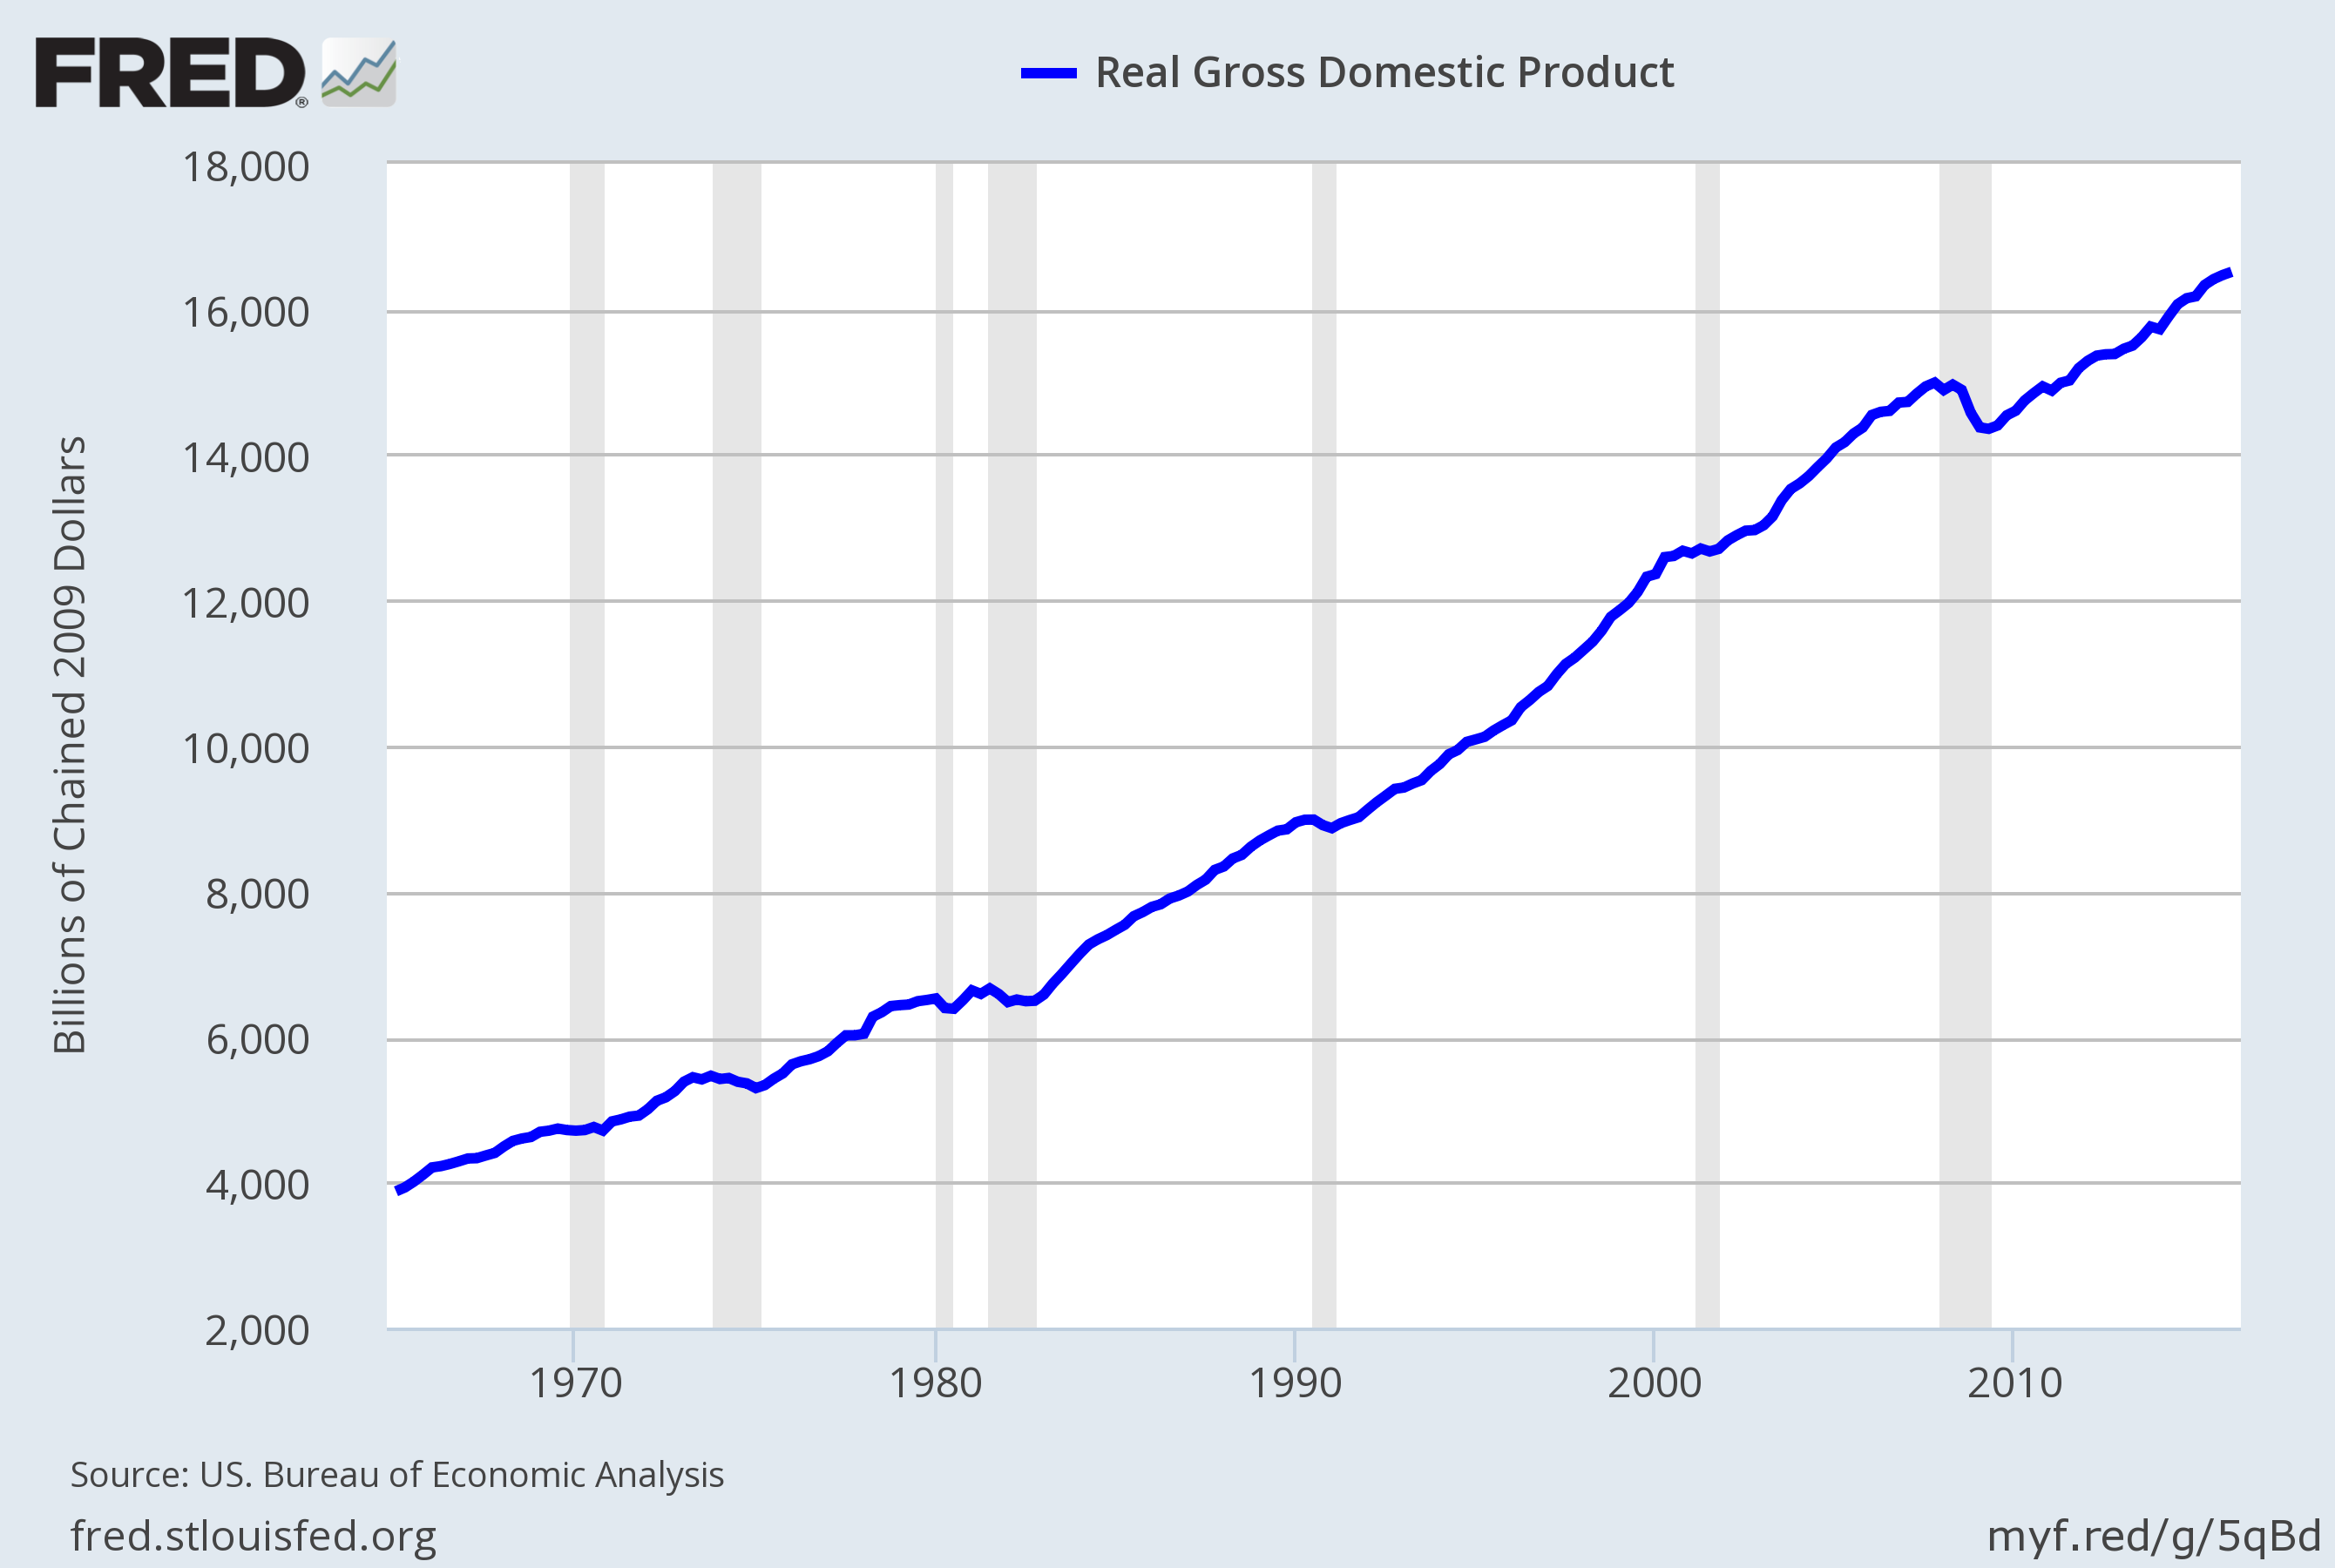 FRED®
Real Gross Domestic Product
18,000
16,000
14,000
12,000
10,000
8,000
6,000
4,000
2,000
Billions of Chained 2009 Dollars
1970 1980 1990 2000 2010
Source: US. Bureau of Economic Analysis
fred.stlouisfed.org
myf.red/g/5qBd